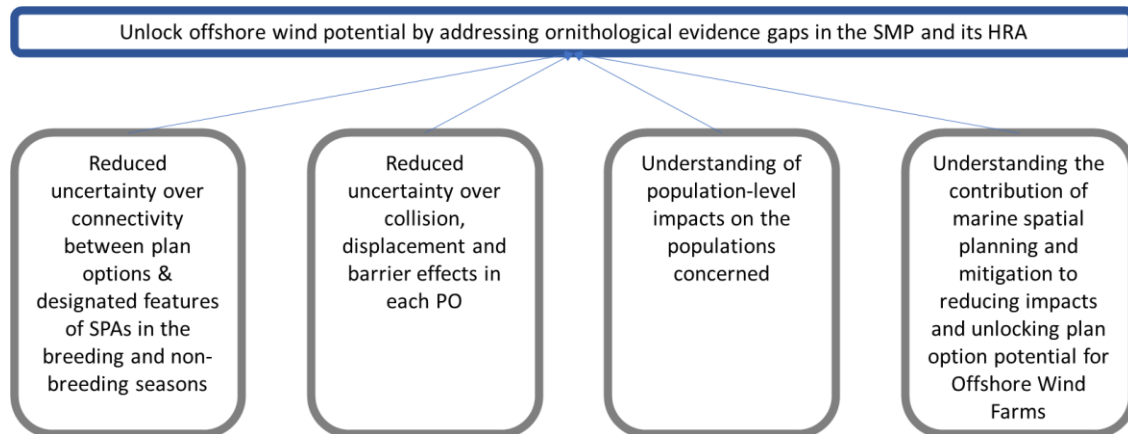 Unlock offshore wind potential by addressing ornithological evidence gaps in the SMP and its HRA
Reduced
uncertainty over
connectivity
between plan
options &
designated features
of SPAs in the
breeding and non-
breeding seasons
Reduced
uncertainty over
collision,
displacement and
barrier effects in
each PO
Understanding of
population-level
impacts on the
populations
concerned
Understanding the
contribution of
marine spatial
planning and
mitigation to
reducing impacts
and unlocking plan
option potential for
Offshore Wind
Farms